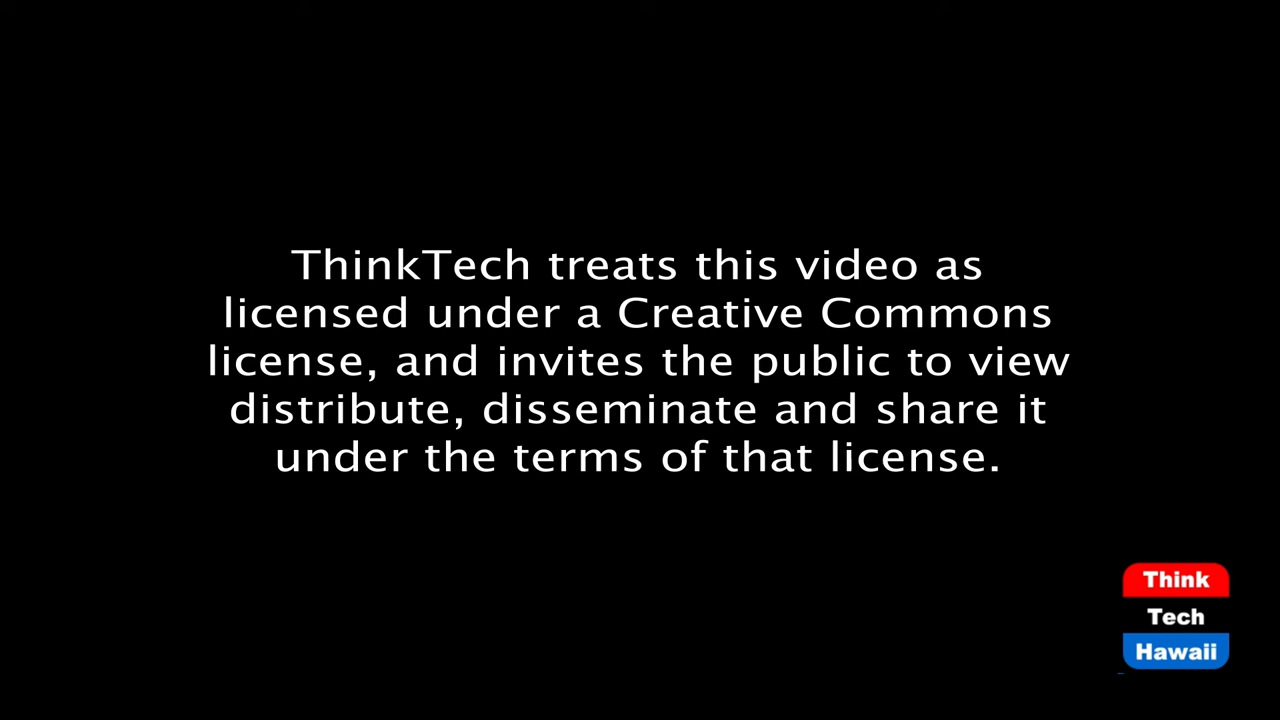 ThinkTech treats this video as
licensed under a Creative Commons
license, and invites the public to view
distribute, disseminate and share it
under the terms of that license.
Think
Tech
Hawaii